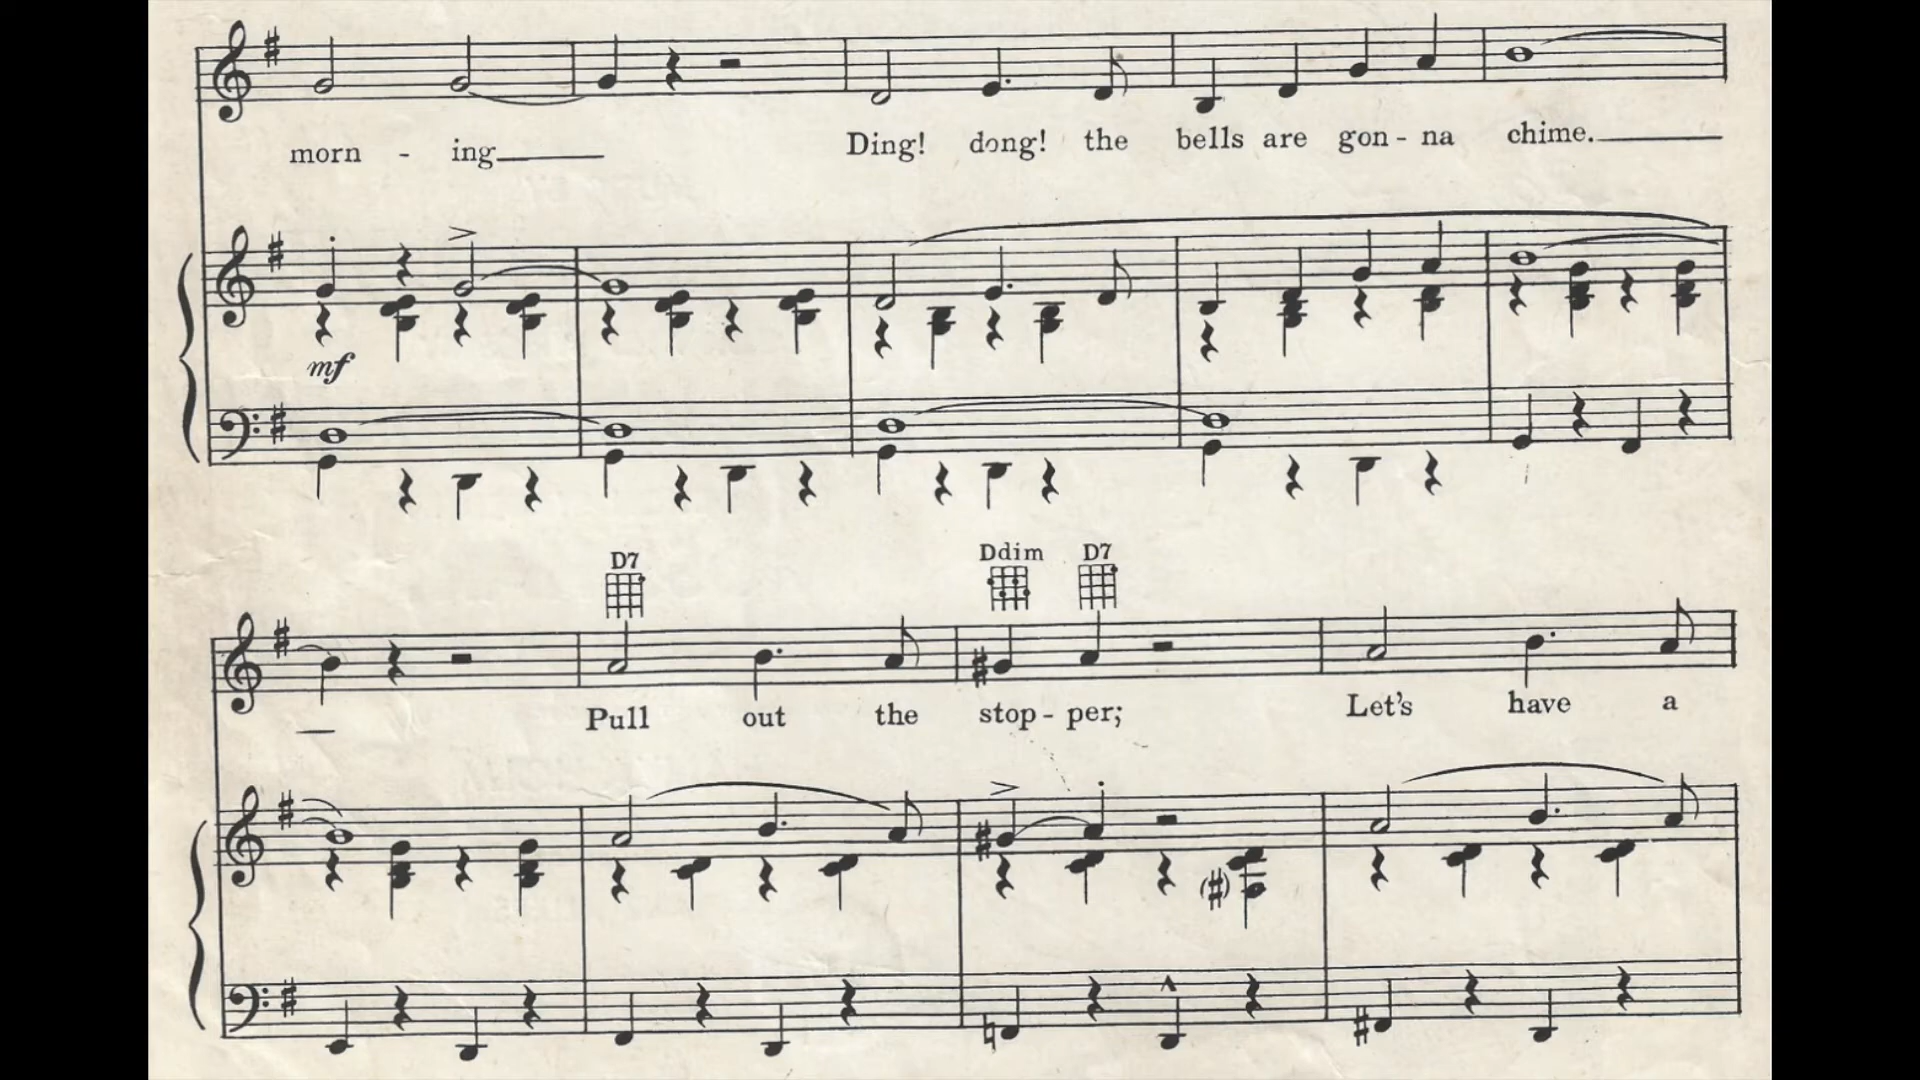 morn - ing Ding! dong! the bells are gon - na chime.
mf
D7 Ddim D7
Pull out the stop - per; Let's have a
(#)